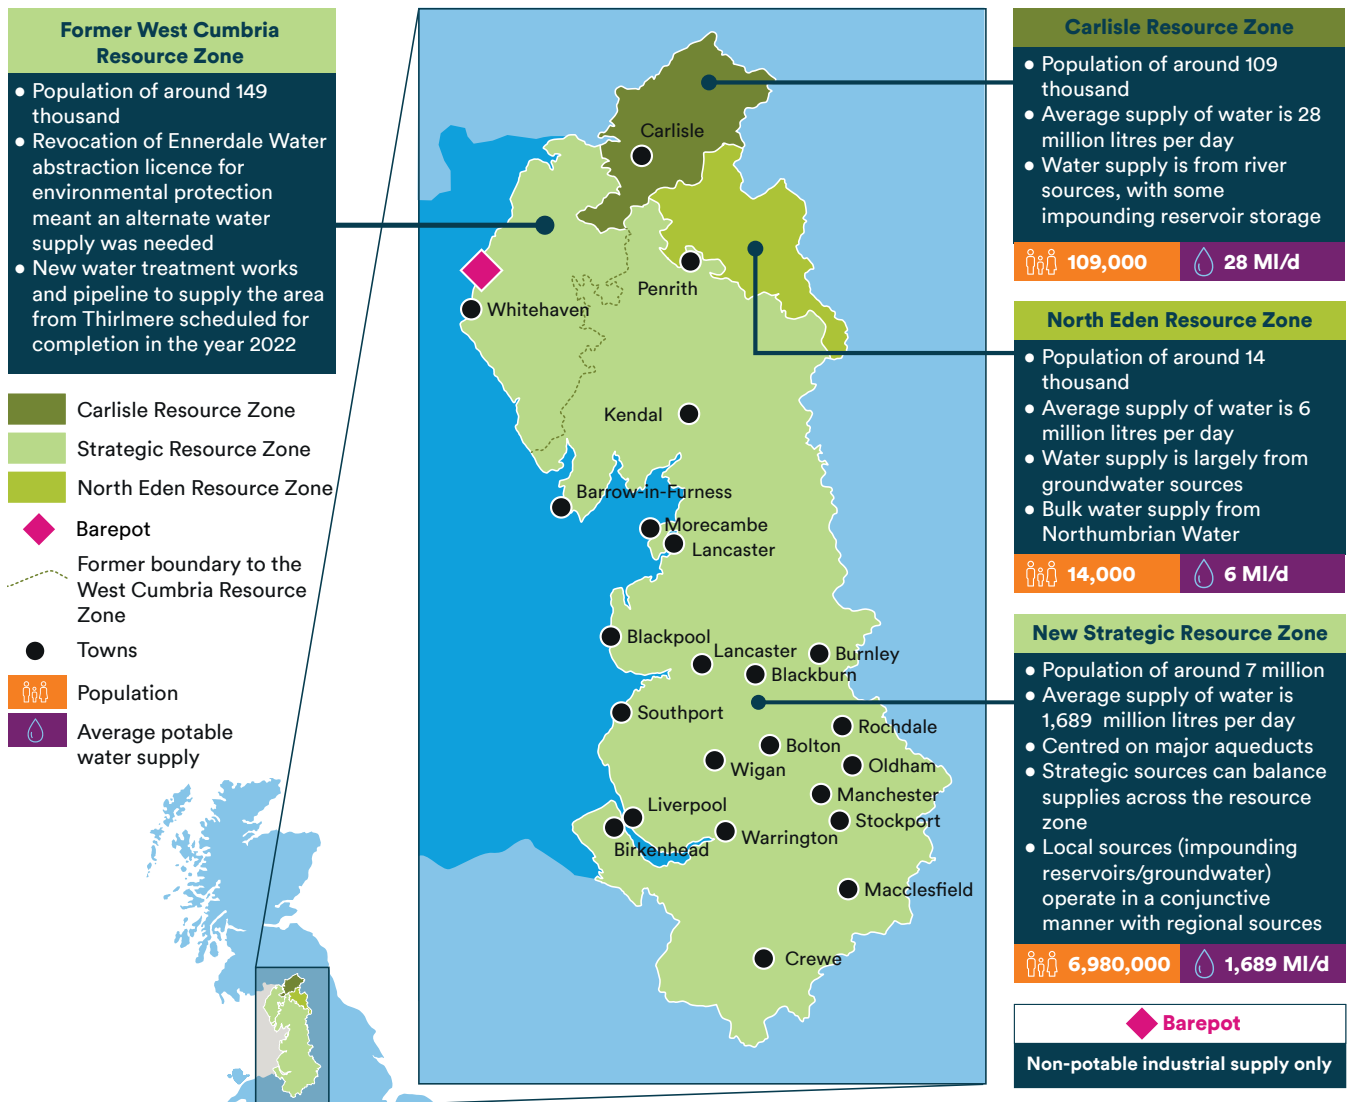 Former West Cumbria
Resource Zone
● Population of around 149
thousand
● Revocation of Ennerdale Water
abstraction licence for
environmental protection
meant an alternate water
supply was needed
● New water treatment works
and pipeline to supply the area
from Thirlmere scheduled for
completion in the year 2022
Carlisle Resource Zone
Strategic Resource Zone
North Eden Resource Zone
Barepot
Former boundary to the
West Cumbria Resource
Zone
Towns
Population
Average potable
water supply
Carlisle
Penrith
Whitehaven
Kendal
Barrow-in-Furness
Morecambe
Lancaster
Blackpool
Lancaster
Burnley
Blackburn
Southport
Rochdale
Bolton
Wigan
Oldham
Manchester
Liverpool
Stockport
Warrington
Birkenhead
Macclesfield
Crewe
Carlisle Resource Zone
● Population of around 109
thousand
● Average supply of water is 28
million litres per day
● Water supply is from river
sources, with some
impounding reservoir storage
109,000 28 Ml/d
North Eden Resource Zone
● Population of around 14
thousand
● Average supply of water is 6
million litres per day
● Water supply is largely from
groundwater sources
● Bulk water supply from
Northumbrian Water
14,000 6 Ml/d
New Strategic Resource Zone
● Population of around 7 million
● Average supply of water is
1,689 million litres per day
● Centred on major aqueducts
● Strategic sources can balance
supplies across the resource
zone
● Local sources (impounding
reservoirs/groundwater)
operate in a conjunctive
manner with regional sources
6,980,000 1,689 Ml/d
Barepot
Non-potable industrial supply only